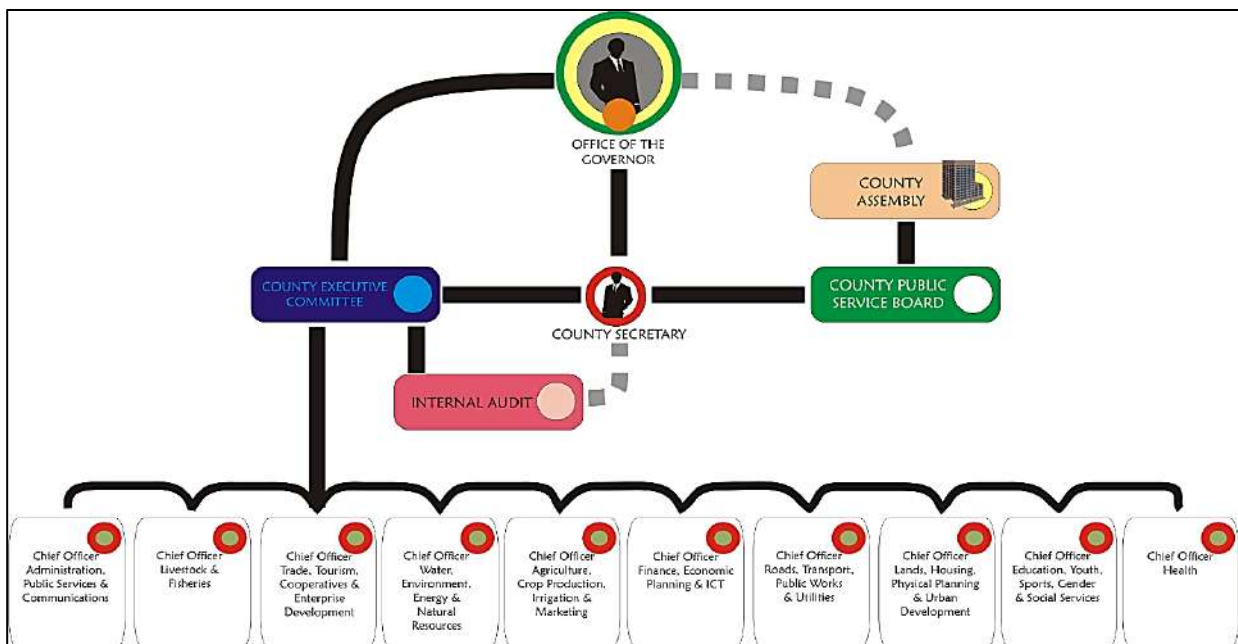 OFFICE OF THE
GOVERNOR
COUNTY
ASSEMBLY
COUNTY EXECUTIVE
COMMITTEE
COUNTY SECRETARY
COUNTY PUBLIC
SERVICE BOARD
INTERNAL AUDIT
Chief Officer
Administration,
Public Services &
Communications
Chief Officer
Livestock &
Fisheries
Chief Officer
Trade, Tourism,
Cooperatives &
Enterprise
Development
Chief Officer
Water,
Environment,
Energy &
Natural
Resources
Chief Officer
Agriculture,
Crop Production,
Irrigation &
Marketing
Chief Officer
Finance, Economic
Planning & ICT
Chief Officer
Roads, Transport,
Public Works
& Utilities
Chief Officer
Lands, Housing,
Physical Planning
& Urban
Development
Chief Officer
Education, Youth,
Sports, Gender
& Social Services
Chief Officer
Health